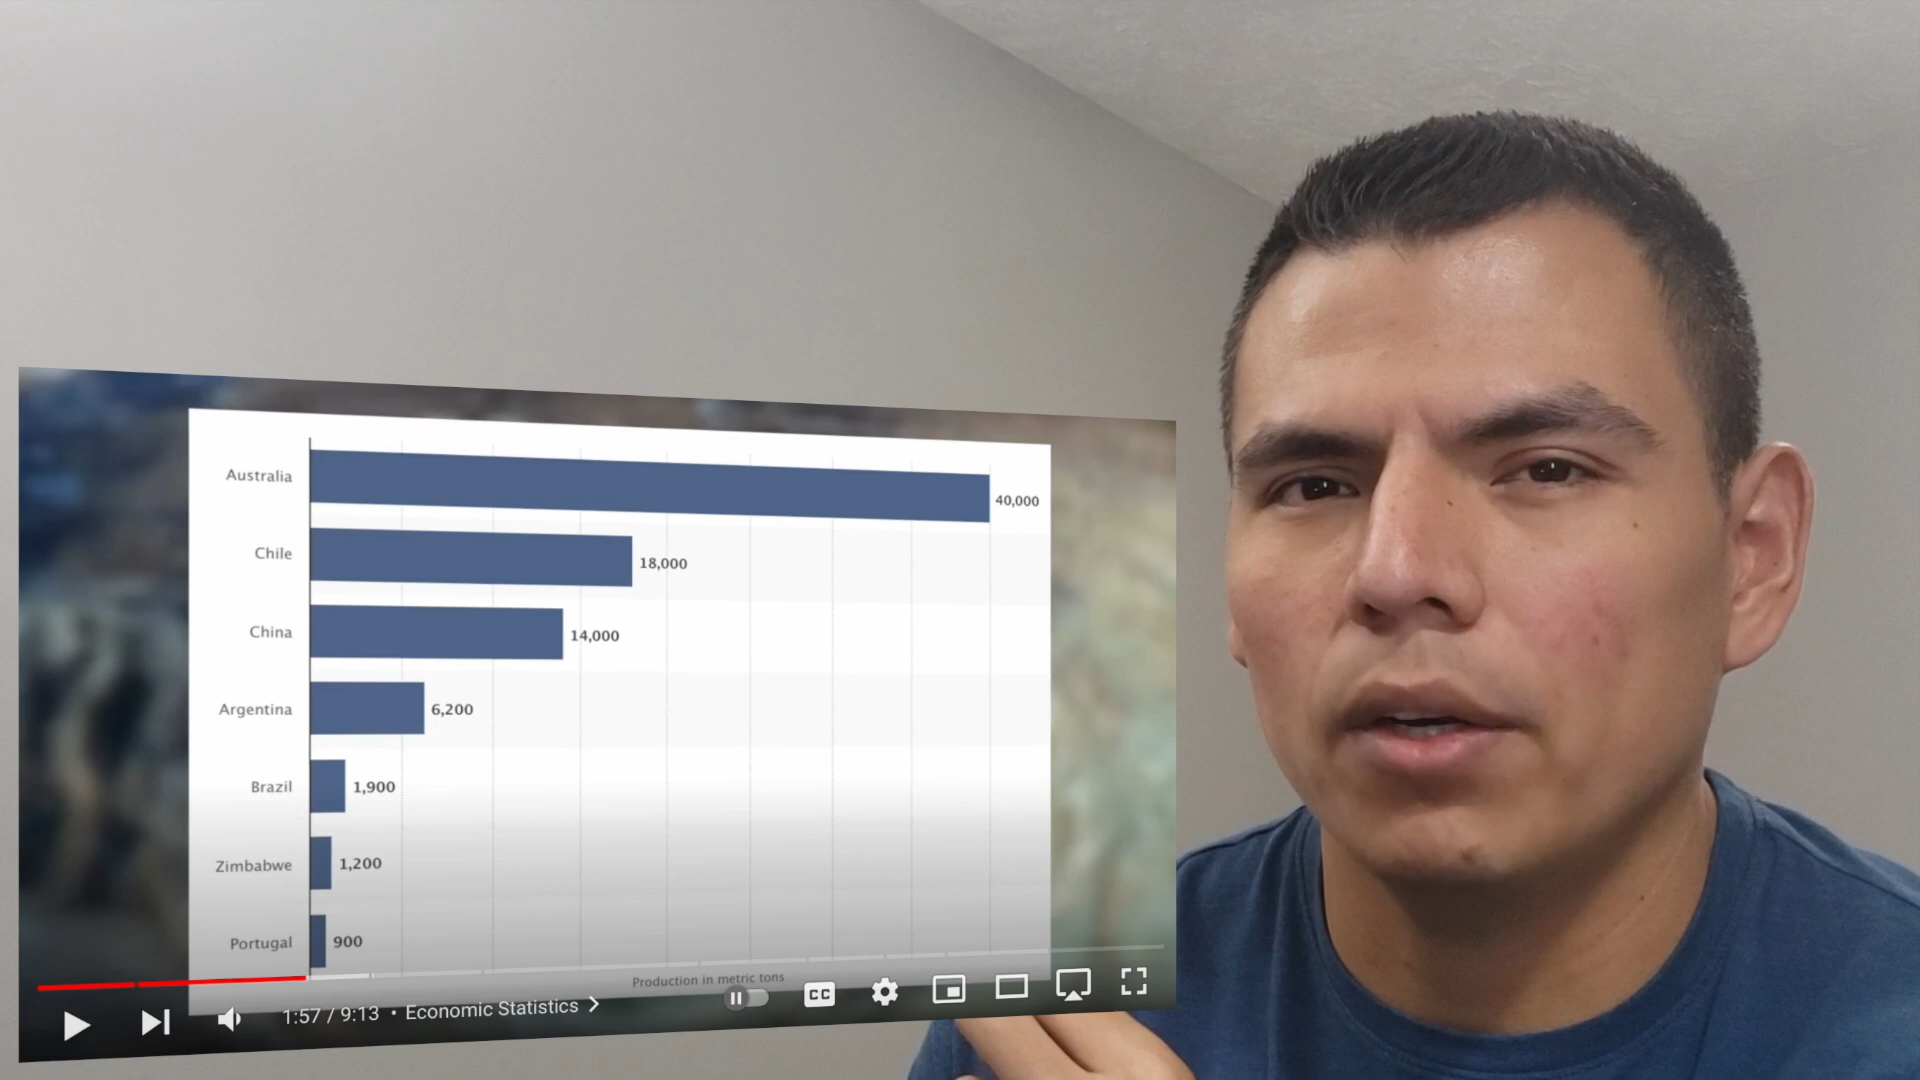 Australia 40,000
Chile 18,000
China 14,000
Argentina 6,200
Brazil 1,900
Zimbabwe 1,200
Portugal 900
Production in metric tons
1:57 / 9:13 • Economic Statistics
CC